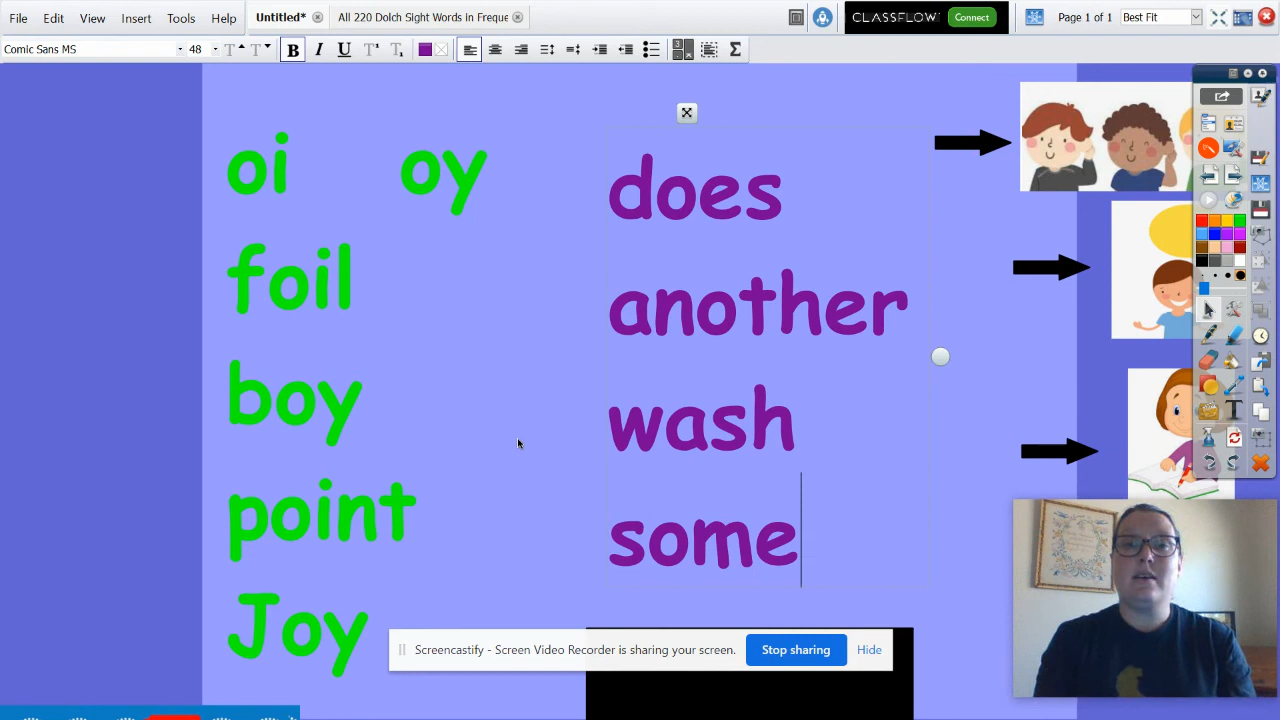 File Edit View Insert Tools Help
Untitled*
All 220 Dolch Sight Words in Freque
CLASSFLOW
Connect
Page 1 of 1
Best Fit
Comic Sans MS
48
B I U T T Σ
oi oy
foil
boy
point
Joy
does
another
wash
some
Screencastify - Screen Video Recorder is sharing your screen.
Stop sharing
Hide